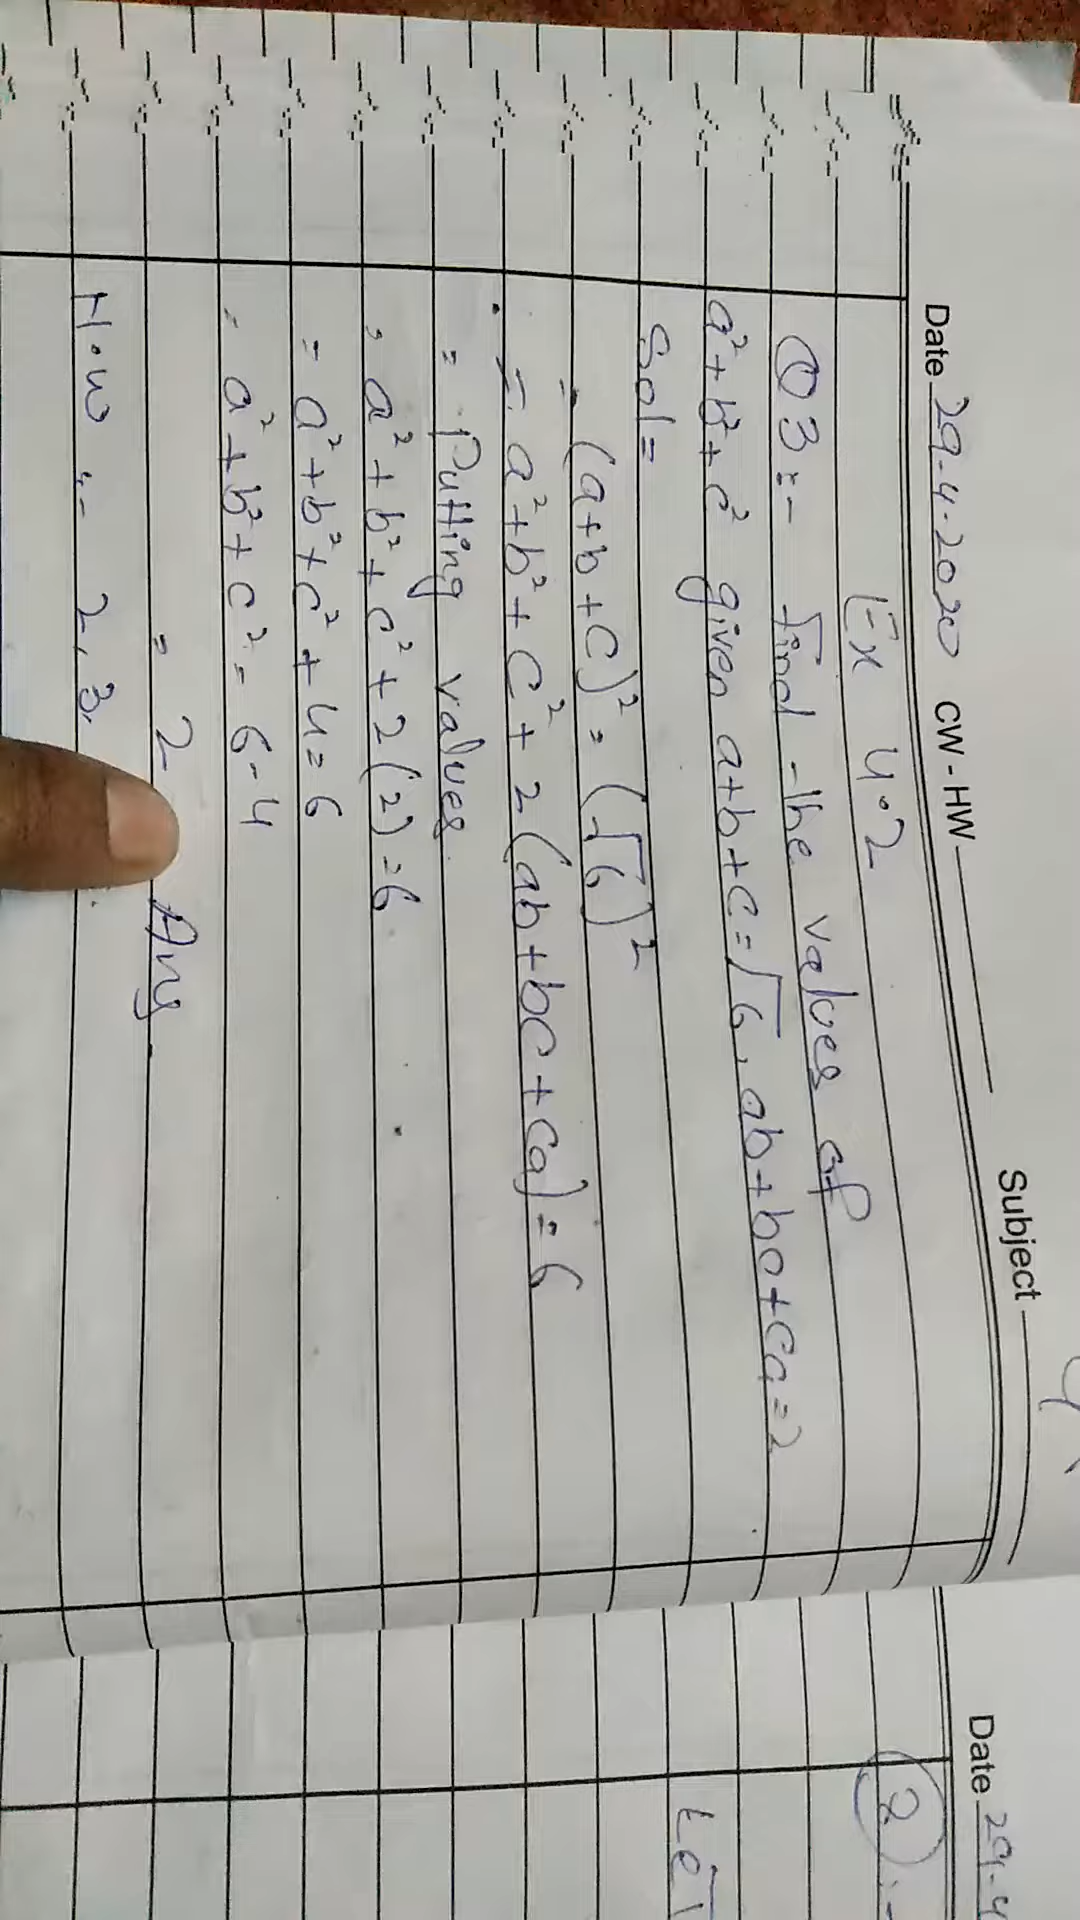 Date 29-4-2020 CW-HW Subject
Ex 4.2
Q3:- Find the values of
a²+b²+c² given a+b+c=√6, ab+bc+ca=2
Sol=
= (a+b+c)² = (√6)²
= a²+b²+c²+2(ab+bc+ca)=6
= Putting values
, a²+b²+c²+2(2)=6
= a²+b²+c²+4=6
= a²+b²+c²=6-4
= 2 Ans
H.w :- 2, 3,
Date 29-4
2 :-
Let